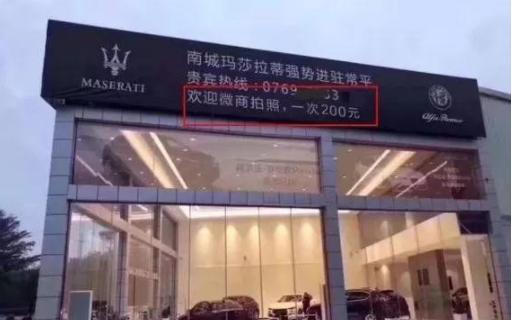 南城玛莎拉蒂强势进驻常平
贵宾热线:0769 33
欢迎微商拍照,一次200元
MASERATI
Alfa Romeo